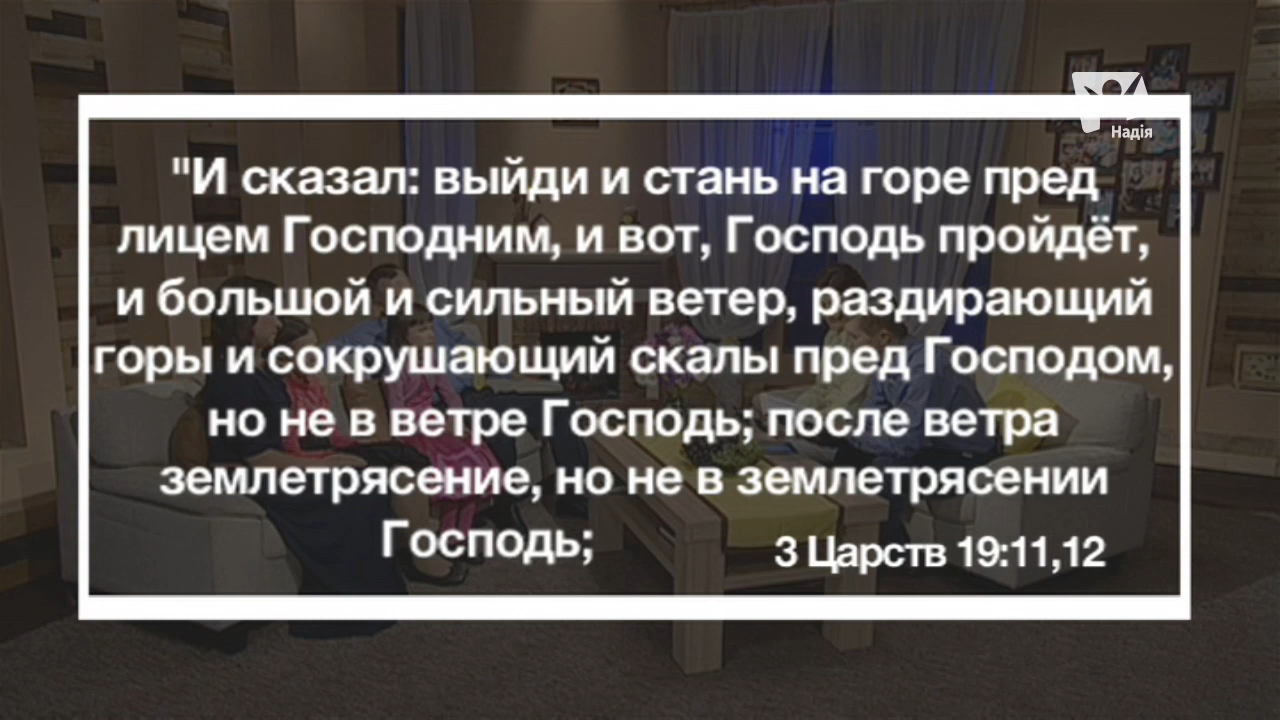 Надія
"И сказал: выйди и стань на горе пред
лицем Господним, и вот, Господь пройдёт,
и большой и сильный ветер, раздирающий
горы и сокрушающий скалы пред Господом,
но не в ветре Господь; после ветра
землетрясение, но не в землетрясении
Господь;
3 Царств 19:11,12